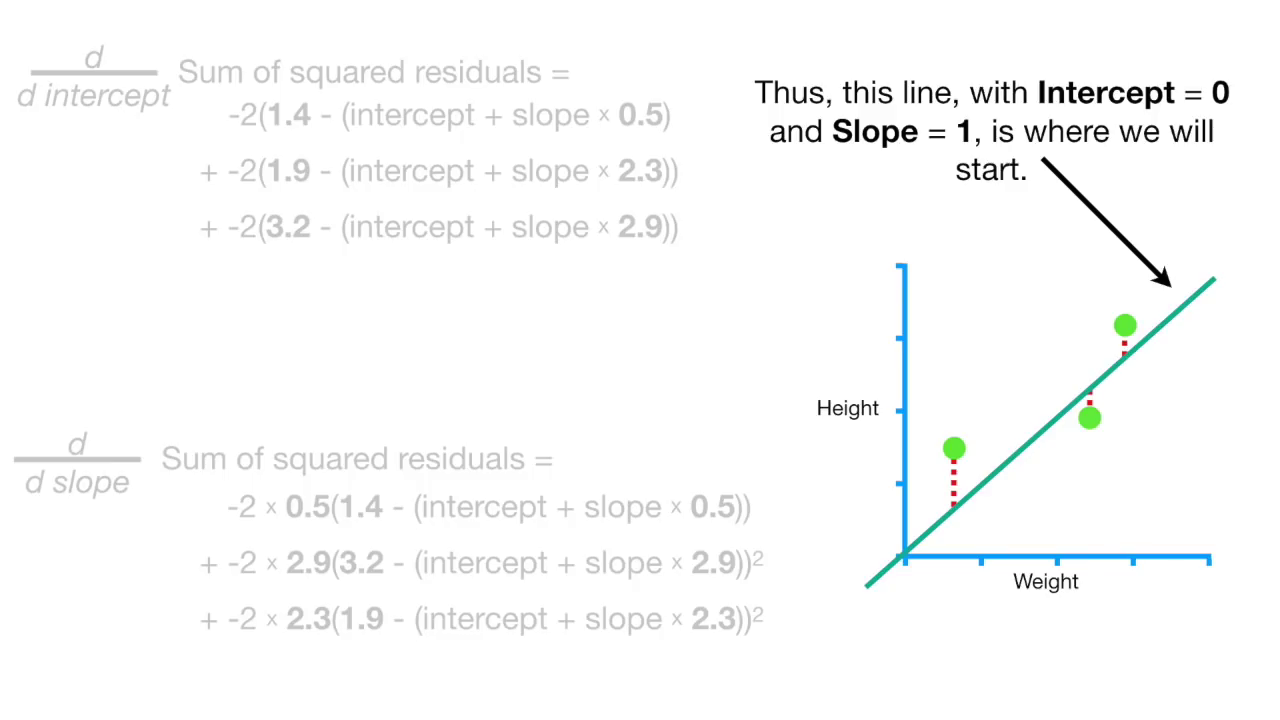 d
d intercept
Sum of squared residuals =
-2(1.4 - (intercept + slope × 0.5)
+ -2(1.9 - (intercept + slope × 2.3))
+ -2(3.2 - (intercept + slope × 2.9))
Thus, this line, with Intercept = 0
and Slope = 1, is where we will
start.
Height
Weight
d
d slope
Sum of squared residuals =
-2 × 0.5(1.4 - (intercept + slope × 0.5))
+ -2 × 2.9(3.2 - (intercept + slope × 2.9))²
+ -2 × 2.3(1.9 - (intercept + slope × 2.3))²